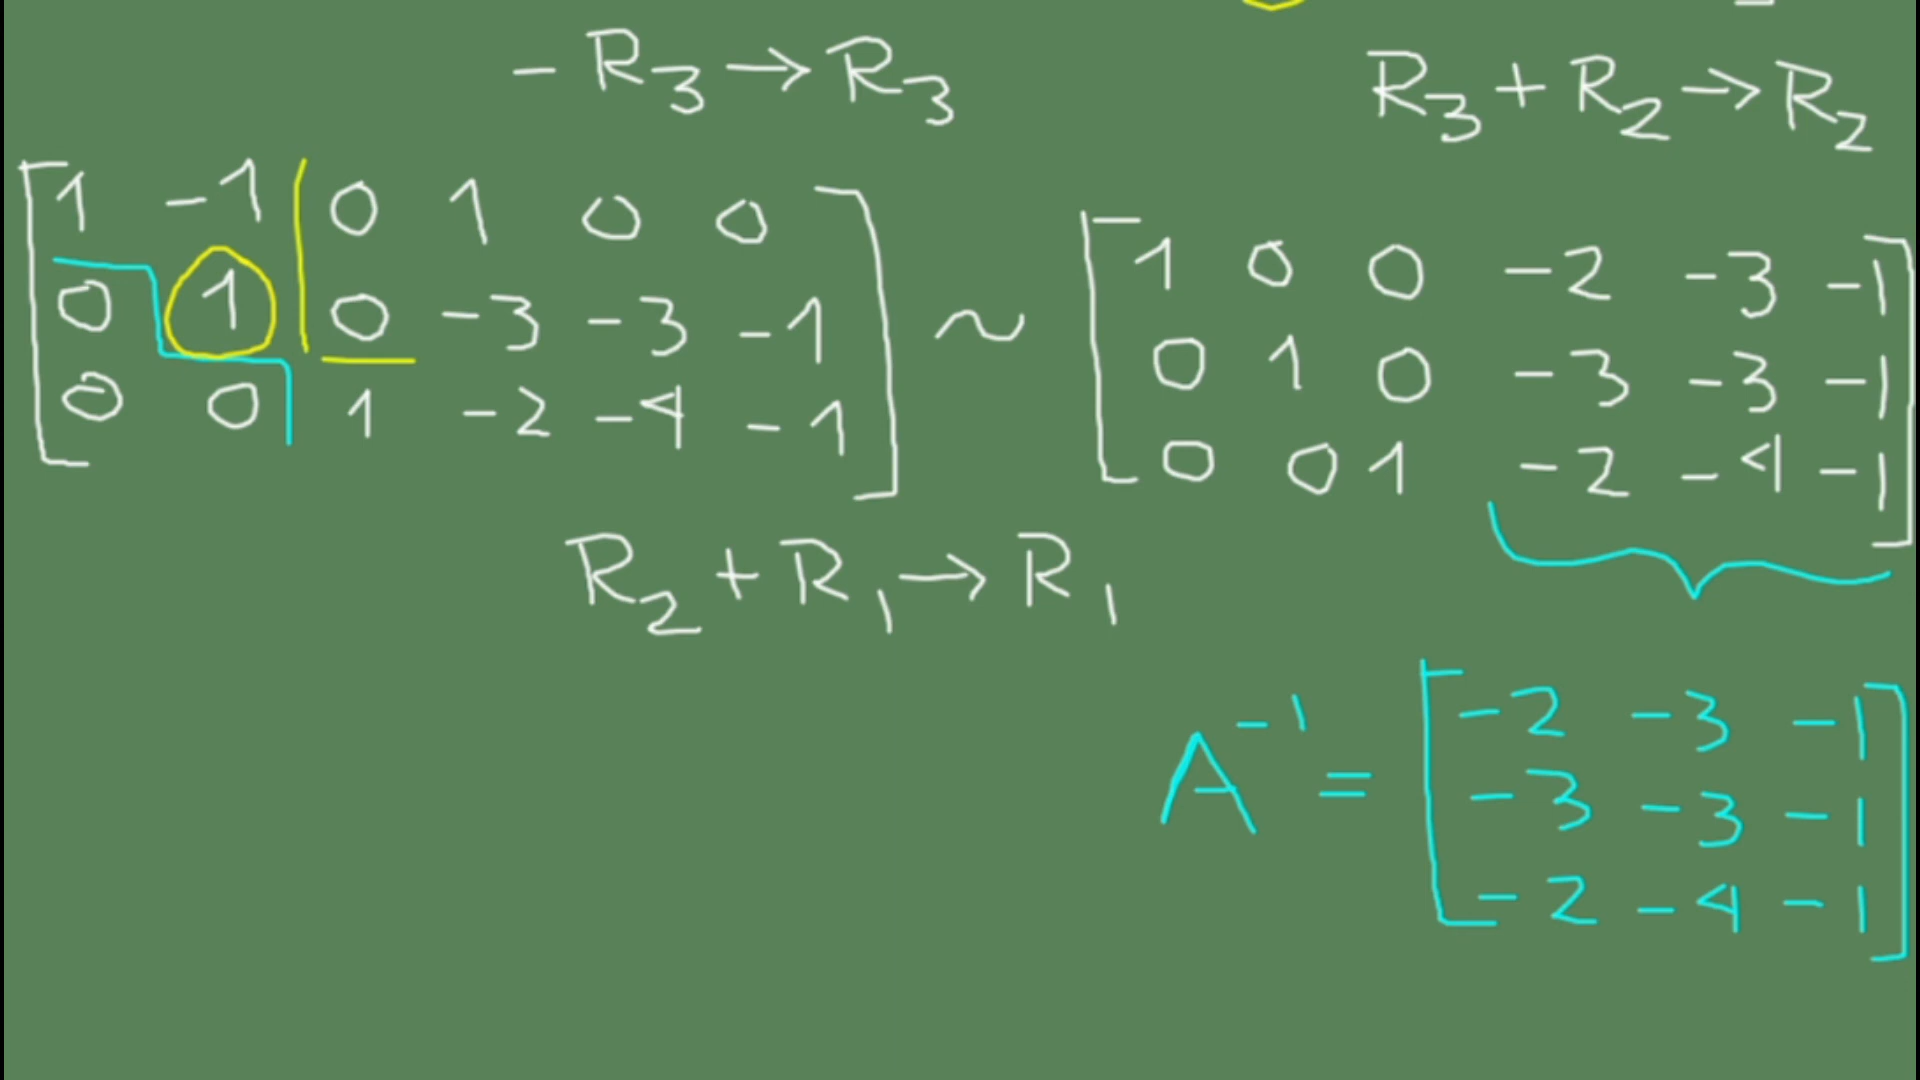 -R₃→R₃ R₃+R₂→R₂
1 -1 0 1 0 0
0 1 0 -3 -3 -1
0 0 1 -2 -4 -1
~
1 0 0 -2 -3 -1
0 1 0 -3 -3 -1
0 0 1 -2 -4 -1
R₂+R₁→R₁
A⁻¹=
-2 -3 -1
-3 -3 -1
-2 -4 -1